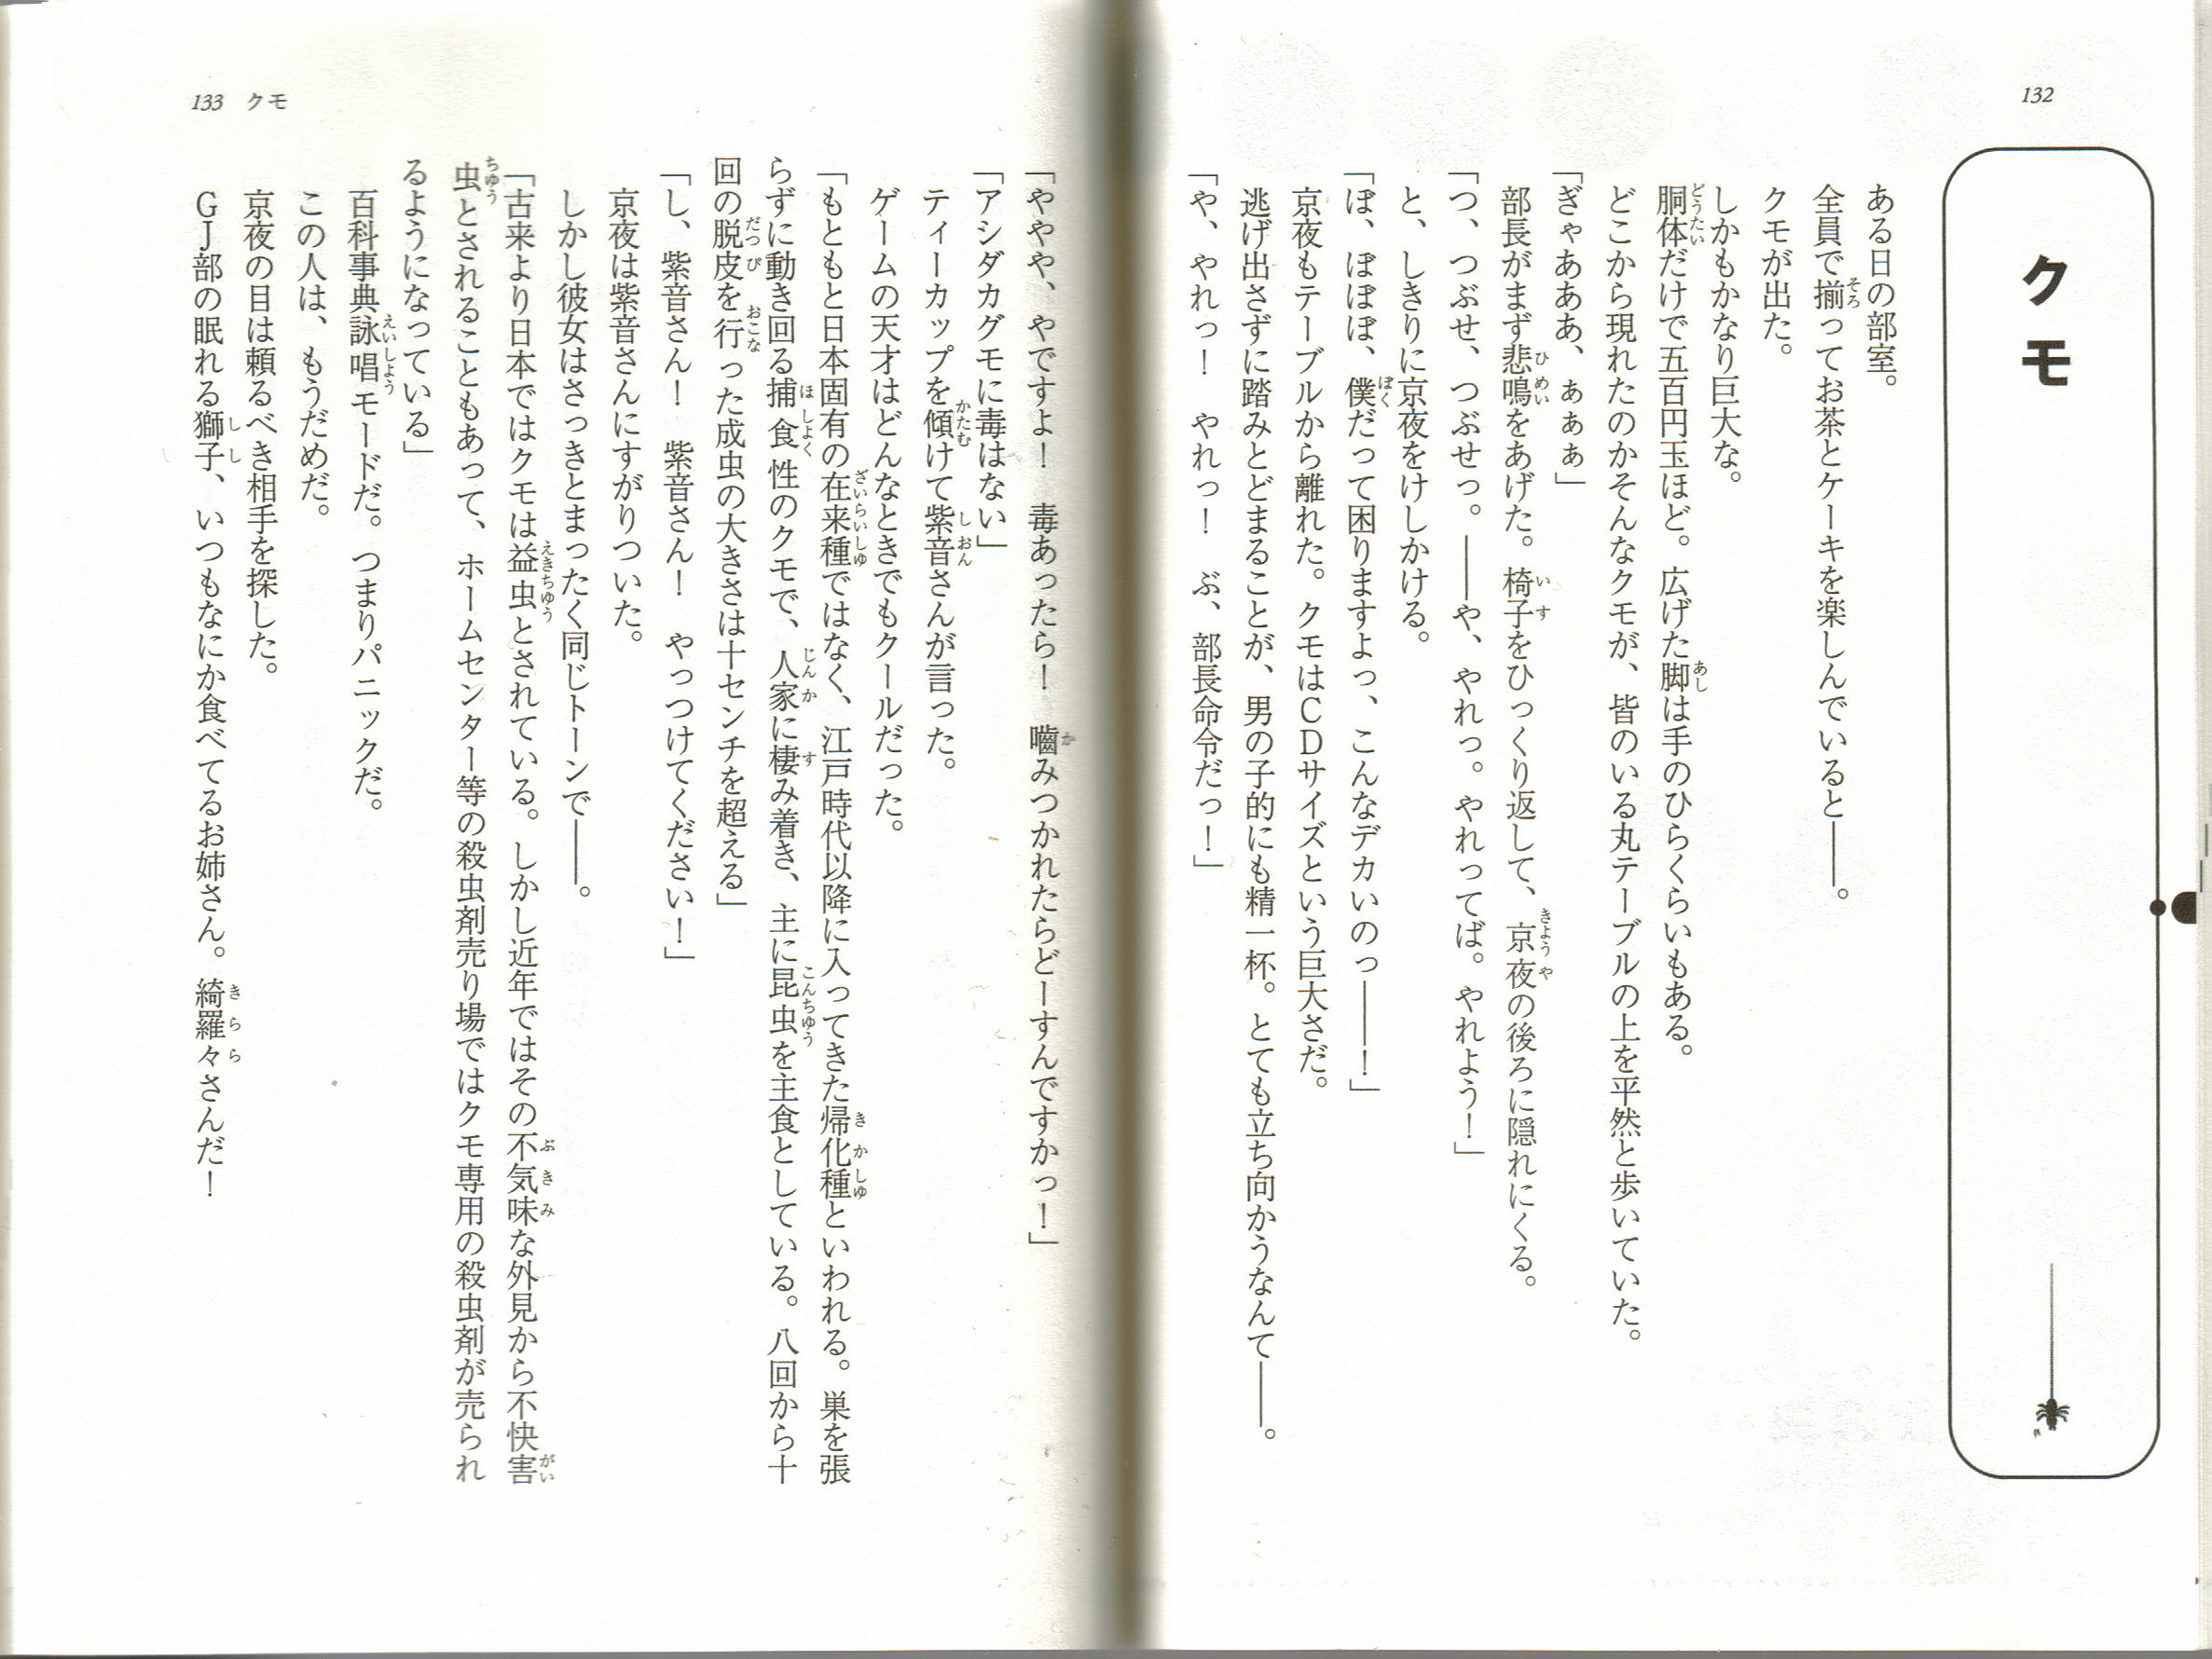 132
クモ
ある日の部室。
全員で揃ってお茶とケーキを楽しんでいると――。
クモが出た。
しかもかなり巨大な。
胴体だけで五百円玉ほど。広げた脚は手のひらくらいもある。
どこから現れたのかそんなクモが、皆のいる丸テーブルの上を平然と歩いていた。
「ぎゃあああ、あぁぁ」
部長がまず悲鳴をあげた。椅子をひっくり返して、京夜の後ろに隠れにくる。
「つ、つぶせ、つぶせっ。――や、やれっ。やれってば。やれよう！」
と、しきりに京夜をけしかける。
「ぼ、ぼぼぼ、僕だって困りますよっ、こんなデカいのっ――！」
京夜もテーブルから離れた。クモはＣＤサイズという巨大さだ。
逃げ出さずに踏みとどまることが、男の子的にも精一杯。とても立ち向かうなんて――。
「や、やれっ！　やれっ！　ぶ、部長命令だっ！」
「ややや、やですよ！　毒あったら！　嚙みつかれたらどーすんですかっ！」
「アシダカグモに毒はない」
ティーカップを傾けて紫音さんが言った。
ゲームの天才はどんなときでもクールだった。
「もともと日本固有の在来種ではなく、江戸時代以降に入ってきた帰化種といわれる。巣を張
らずに動き回る捕食性のクモで、人家に棲み着き、主に昆虫を主食としている。八回から十
回の脱皮を行った成虫の大きさは十センチを超える」
「し、紫音さん！　紫音さん！　やっつけてください！」
京夜は紫音さんにすがりついた。
しかし彼女はさっきとまったく同じトーンで――。
「古来より日本ではクモは益虫とされている。しかし近年ではその不気味な外見から不快害
虫とされることもあって、ホームセンター等の殺虫剤売り場ではクモ専用の殺虫剤が売られ
るようになっている」
百科事典詠唱モードだ。つまりパニックだ。
この人は、もうだめだ。
京夜の目は頼るべき相手を探した。
ＧＪ部の眠れる獅子、いつもなにか食べてるお姉さん。綺羅々さんだ！
133 クモ